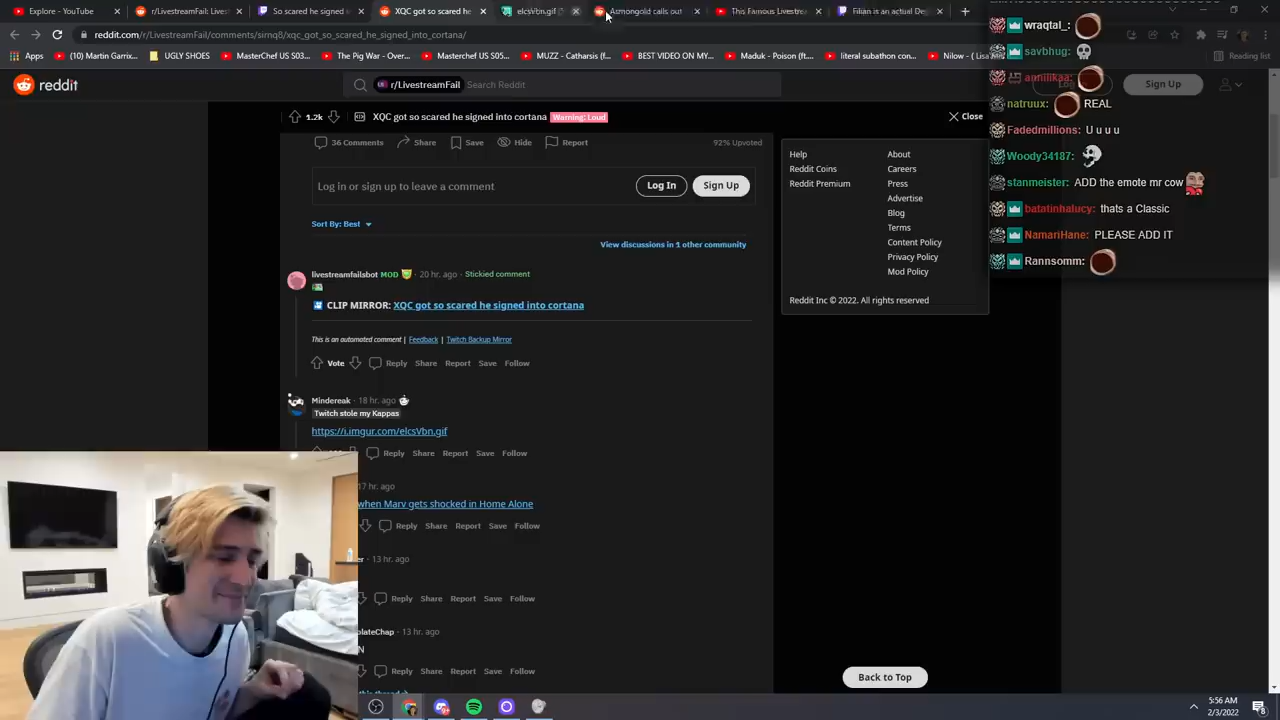 Explore - YouTube
r/LivestreamFail
So scared he signed in
XQC got so scared he s
elcsVbn.gif
Asmongold calls out
This Famous Livestre
Filian is an actual De
reddit.com/r/LivestreamFail/comments/sirnq8/xqc_got_so_scared_he_signed_into_cortana/
(10) Martin Garrix...
UGLY SHOES
MasterChef S05...
The Pig War - How...
MasterChef US S05...
MUZZ - Catharsis (f...
BEST VIDEO OF MY...
Maduk - Poison (ft...
literal subathon con...
Nilow - Living Your...
Reading list
reddit
r/LivestreamFail
Search Reddit
Sign Up
1.2k
XQC got so scared he signed into cortana
Warning: Loud
Close
36 Comments
Share
Save
Hide
Report
92% Upvoted
Log in or sign up to leave a comment
Log In
Sign Up
Sort By: Best
View discussions in 1 other community
livestreamfailsbot MOD · 20 hr. ago · Stickied comment
CLIP MIRROR: XQC got so scared he signed into cortana
This is an automated comment | Feedback | Twitch Backup Mirror
Vote
Reply
Share
Report
Save
Follow
Mindereak · 18 hr. ago
Twitch stole my Kappas
https://i.imgur.com/elcsVbn.gif
Reply
Share
Report
Save
Follow
17 hr. ago
when Marv gets shocked in Home Alone
Reply
Share
Report
Save
Follow
er · 13 hr. ago
Reply
Share
Report
Save
Follow
olateChap · 13 hr. ago
N
Reply
Share
Report
Save
Follow
this thread
Help
Reddit Coins
Reddit Premium
About
Careers
Press
Advertise
Blog
Terms
Content Policy
Privacy Policy
Mod Policy
Reddit Inc © 2022. All rights reserved
Back to Top
wraqtal_:
savbhug:
anniikaa:
natruux: REAL
Fadedmillions: U u u u
Woody34187:
stanmeister: ADD the emote mr cow
batatinhalucy: thats a Classic
NamariHane: PLEASE ADD IT
Rannsomm:
5:56 AM
2/3/2022